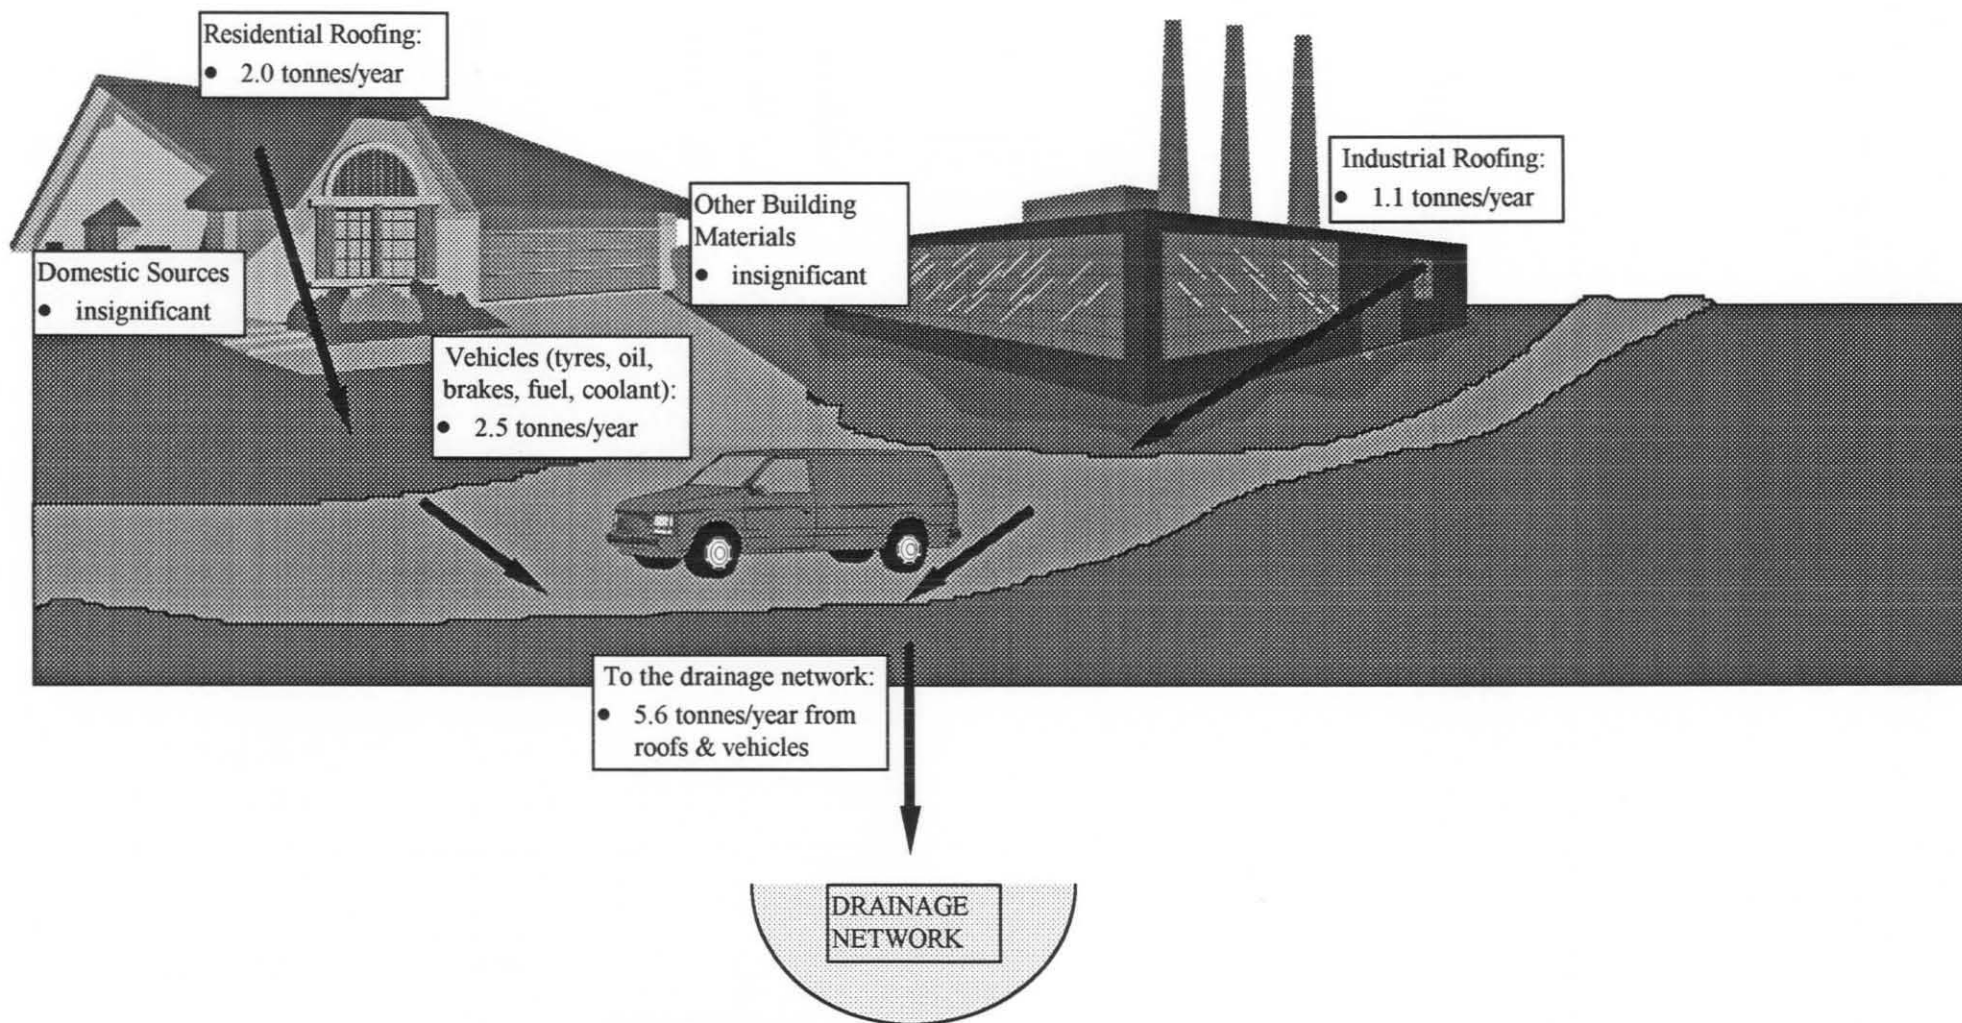 Residential Roofing:
• 2.0 tonnes/year
Industrial Roofing:
• 1.1 tonnes/year
Other Building
Materials
• insignificant
Domestic Sources
• insignificant
Vehicles (tyres, oil,
brakes, fuel, coolant):
• 2.5 tonnes/year
To the drainage network:
• 5.6 tonnes/year from
roofs & vehicles
DRAINAGE
NETWORK